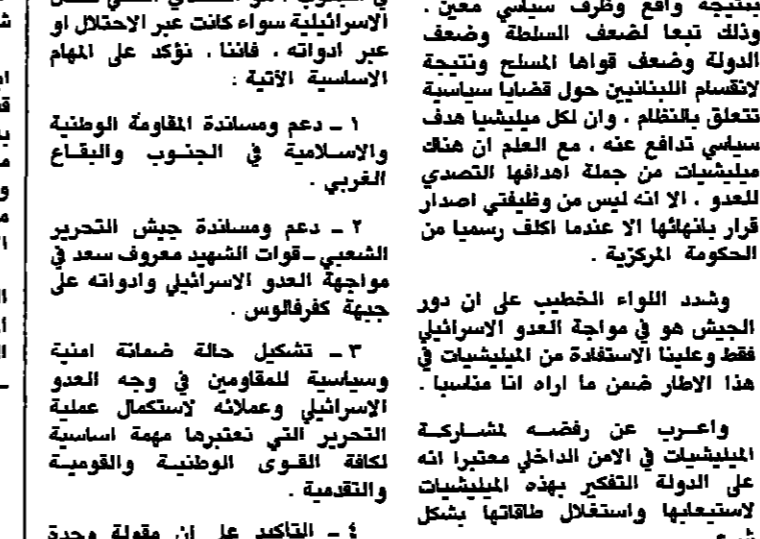 بنتيجة واقع وظرف سياسي معين .
وذلك تبعا لضعف السلطة وضعف
الدولة وضعف قواها المسلح ونتيجة
لانقسام اللبنانيين حول قضايا سياسية
تتعلق بالنظام . وان لكل ميليشيا هدف
سياسي تدافع عنه ، مع العلم ان هناك
ميليشيات من جملة اهدافها التصدي
للعدو . الا انه ليس من وظيفتي اصدار
قرار بانهائها الا عندما اكلف رسميا من
الحكومة المركزية .
وشدد اللواء الخطيب على ان دور
الجيش هو في مواجة العدو الاسرائيلي
فقط وعلينا الاستفادة من الميليشيات في
هذا الاطار ضمن ما اراه انا مناسبا .
واعرب عن رفضه لمشاركة
الميليشيات في الامن الداخلي معتبرا انه
على الدولة التفكير بهذه الميليشيات
لاستيعابها واستغلال طاقاتها بشكل
الاسرائيلية سواء كانت عبر الاحتلال او
عبر ادواته ، فاننا ، نؤكد على المهام
الاساسية الآتية :
١ ـ دعم ومساندة المقاومة الوطنية
والاسلامية في الجنوب والبقاع
الغربي .
٢ ـ دعم ومساندة جيش التحرير
الشعبي ـ قوات الشهيد معروف سعد في
مواجهة العدو الاسرائيلي وادواته على
جبهة كفرفالوس .
٣ ـ تشكيل حالة ضمانة امنية
وسياسية للمقاومين في وجه العدو
الاسرائيلي وعملائه لاستكمال عملية
التحرير التي نعتبرها مهمة اساسية
لكافة القوى الوطنية والقومية
والتقدمية .
٤ ـ التاكيد على ان مقولة وحدة